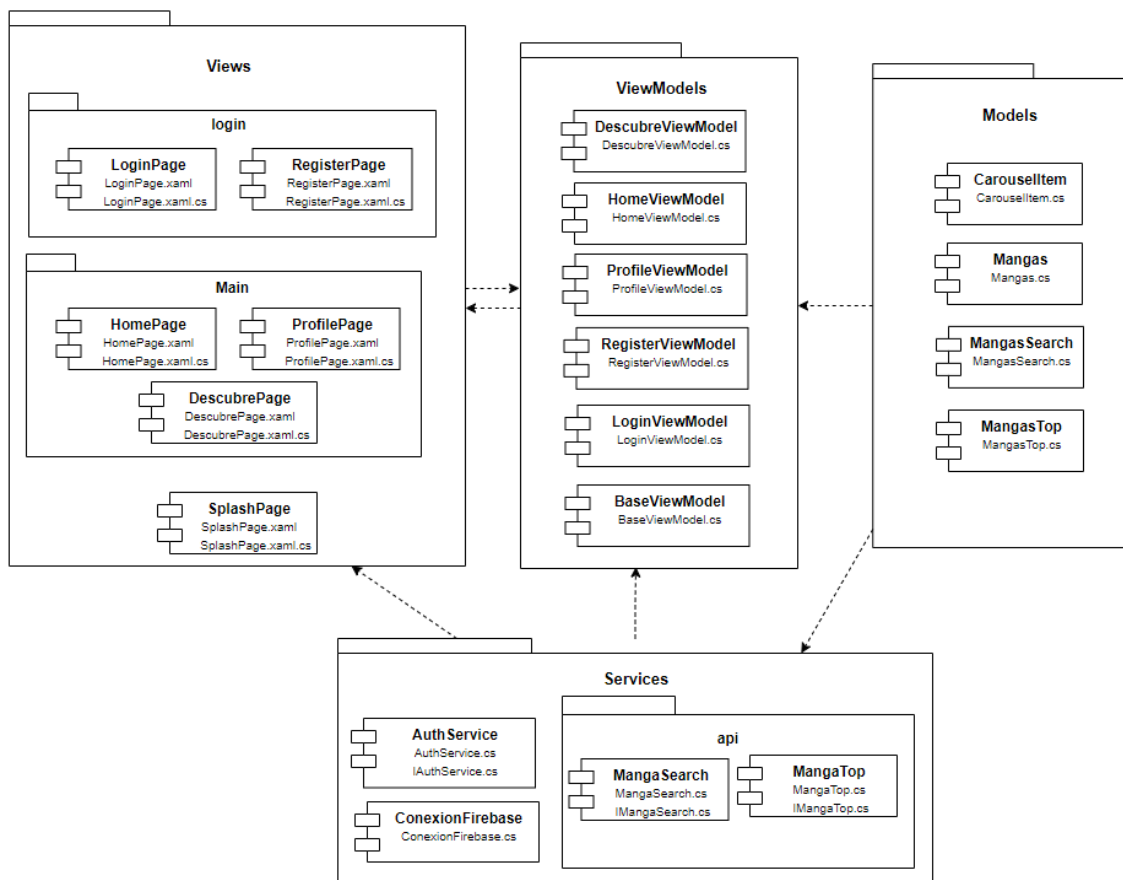 Views
login
LoginPage
LoginPage.xaml
LoginPage.xaml.cs
RegisterPage
RegisterPage.xaml
RegisterPage.xaml.cs
Main
HomePage
HomePage.xaml
HomePage.xaml.cs
ProfilePage
ProfilePage.xaml
ProfilePage.xaml.cs
DescubrePage
DescubrePage.xaml
DescubrePage.xaml.cs
SplashPage
SplashPage.xaml
SplashPage.xaml.cs
ViewModels
DescubreViewModel
DescubreViewModel.cs
HomeViewModel
HomeViewModel.cs
ProfileViewModel
ProfileViewModel.cs
RegisterViewModel
RegisterViewModel.cs
LoginViewModel
LoginViewModel.cs
BaseViewModel
BaseViewModel.cs
Models
CarouselItem
CarouselItem.cs
Mangas
Mangas.cs
MangasSearch
MangasSearch.cs
MangasTop
MangasTop.cs
Services
AuthService
AuthService.cs
IAuthService.cs
ConexionFirebase
ConexionFirebase.cs
api
MangaSearch
MangaSearch.cs
IMangaSearch.cs
MangaTop
MangaTop.cs
IMangaTop.cs